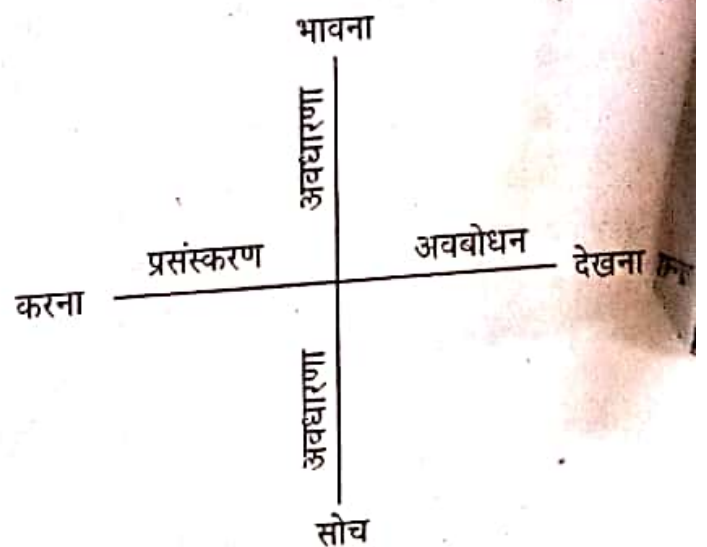 भावना
अवधारणा
प्रसंस्करण
अवबोधन
करना
देखना
अवधारणा
सोच